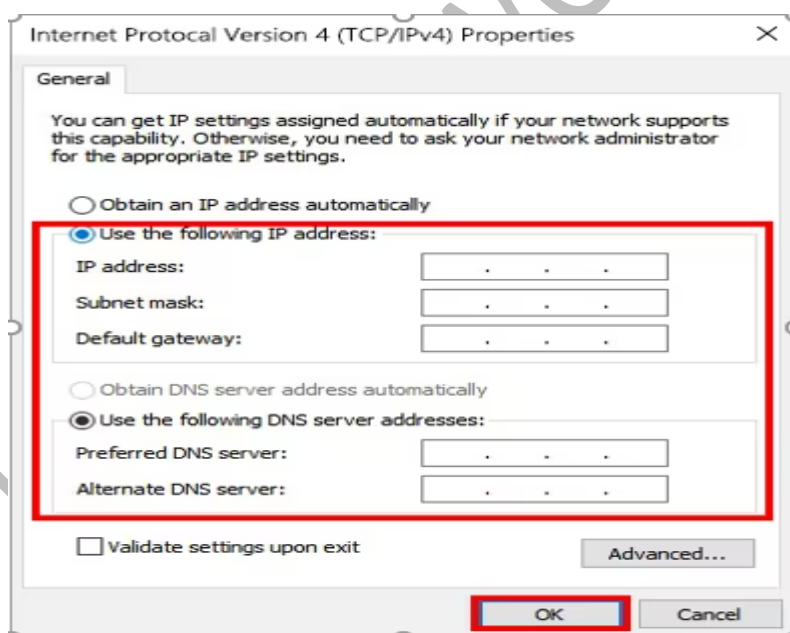 Internet Protocal Version 4 (TCP/IPv4) Properties
General
You can get IP settings assigned automatically if your network supports
this capability. Otherwise, you need to ask your network administrator
for the appropriate IP settings.
Obtain an IP address automatically
Use the following IP address:
IP address:
Subnet mask:
Default gateway:
Obtain DNS server address automatically
Use the following DNS server addresses:
Preferred DNS server:
Alternate DNS server:
Validate settings upon exit
Advanced...
OK Cancel